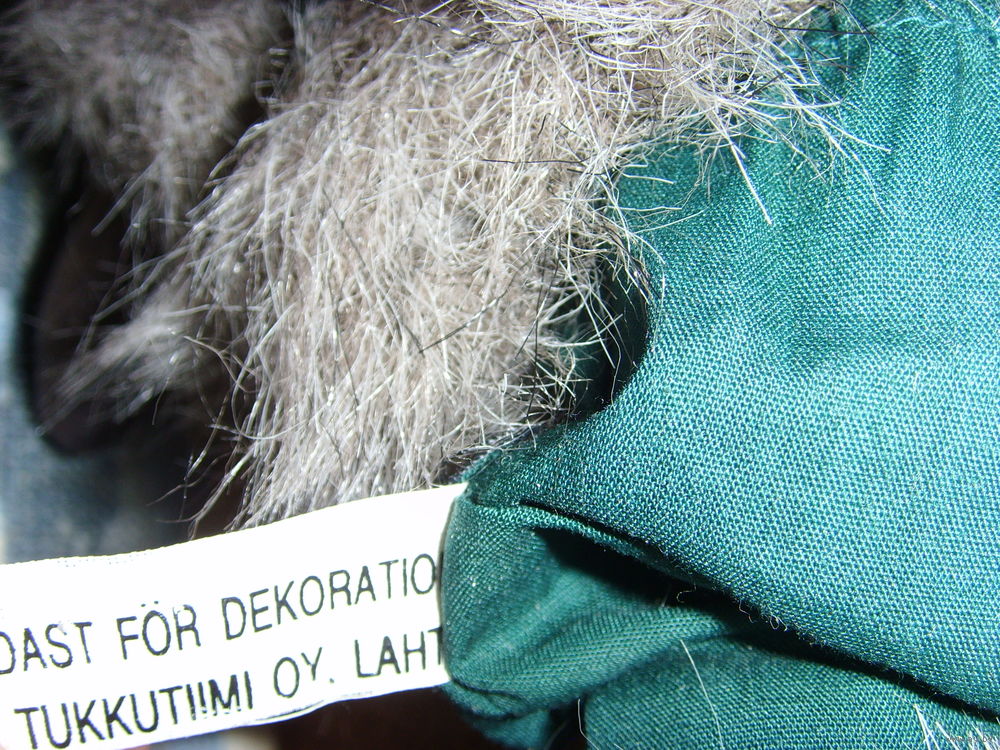 DAST FÖR DEKORATIO
TUKKUTIIMI OY. LAHT